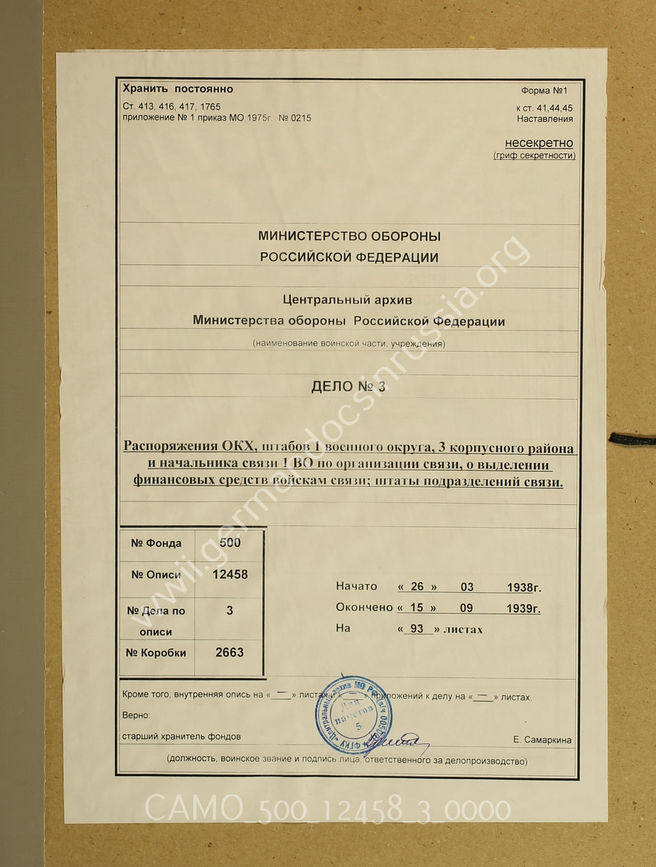 Хранить постоянно
Форма №1
Ст. 413, 416, 417, 1765
к ст. 41,44,45
приложение № 1 приказ МО 1975г. № 0215
Наставления
несекретно
(гриф секретности)
МИНИСТЕРСТВО ОБОРОНЫ
РОССИЙСКОЙ ФЕДЕРАЦИИ
Центральный архив
Министерства обороны Российской Федерации
(наименование воинской части, учреждения)
ДЕЛО № 3
Распоряжения ОКХ, штабов 1 военного округа, 3 корпусного района
и начальника связи 1 ВО по организации связи, о выделении
финансовых средств войскам связи; штаты подразделений связи.
№ Фонда 500
№ Описи 12458
№ Дела по описи 3
№ Коробки 2663
Начато « 26 » 03 1938г.
Окончено « 15 » 09 1939г.
На « 93 » листах
Кроме того, внутренняя опись на « — » листах и приложений к делу на « — » листах.
Верно:
старший хранитель фондов
Е. Самаркина
(должность, воинское звание и подпись лица, ответственного за делопроизводство)
Для пакетов 5
wwii.germandocsinrussia.org
CAMO_500_12458_3_0000